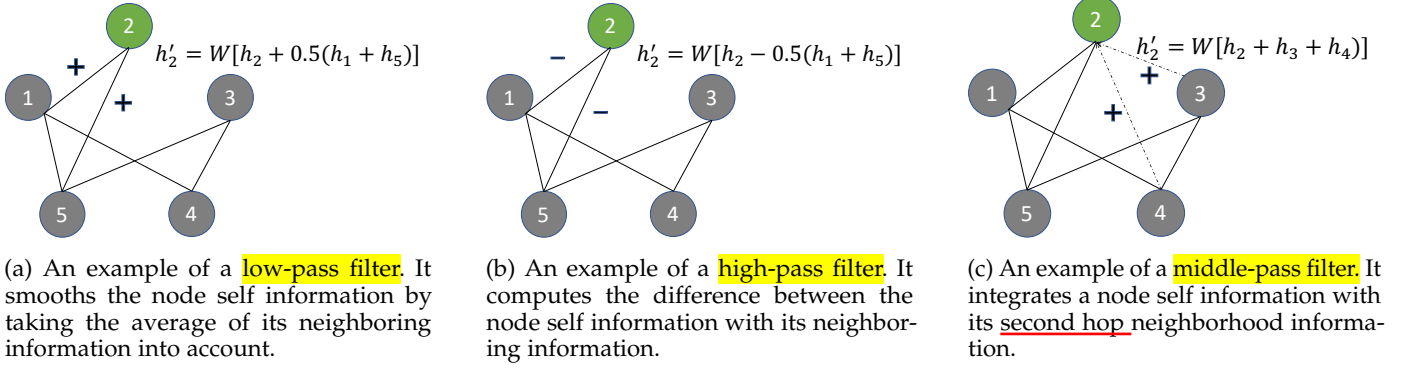 2
h′₂ = W[h₂ + 0.5(h₁ + h₅)]
+
1
+
3
5
4
(a) An example of a low-pass filter. It
smooths the node self information by
taking the average of its neighboring
information into account.
2
h′₂ = W[h₂ − 0.5(h₁ + h₅)]
−
1
−
3
5
4
(b) An example of a high-pass filter. It
computes the difference between the
node self information with its neighbor-
ing information.
2
h′₂ = W[h₂ + h₃ + h₄)]
+
1
+
3
5
4
(c) An example of a middle-pass filter. It
integrates a node self information with
its second hop neighborhood informa-
tion.